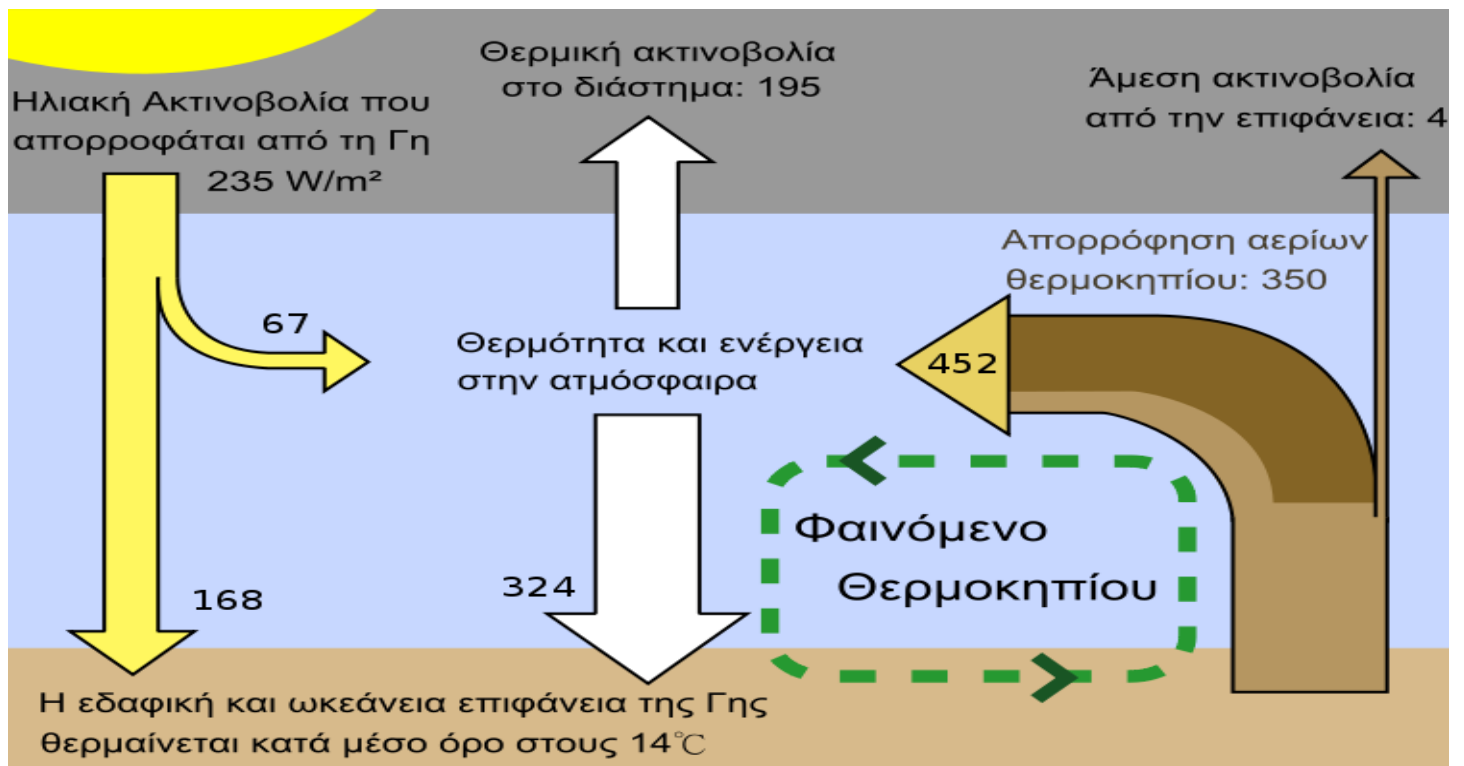 Θερμική ακτινοβολία
στο διάστημα: 195
Άμεση ακτινοβολία
από την επιφάνεια: 4
Ηλιακή Ακτινοβολία που
απορροφάται από τη Γη
235 W/m²
Απορρόφηση αερίων
θερμοκηπίου: 350
67
Θερμότητα και ενέργεια
στην ατμόσφαιρα
452
Φαινόμενο
Θερμοκηπίου
324
168
Η εδαφική και ωκεάνεια επιφάνεια της Γης
θερμαίνεται κατά μέσο όρο στους 14℃